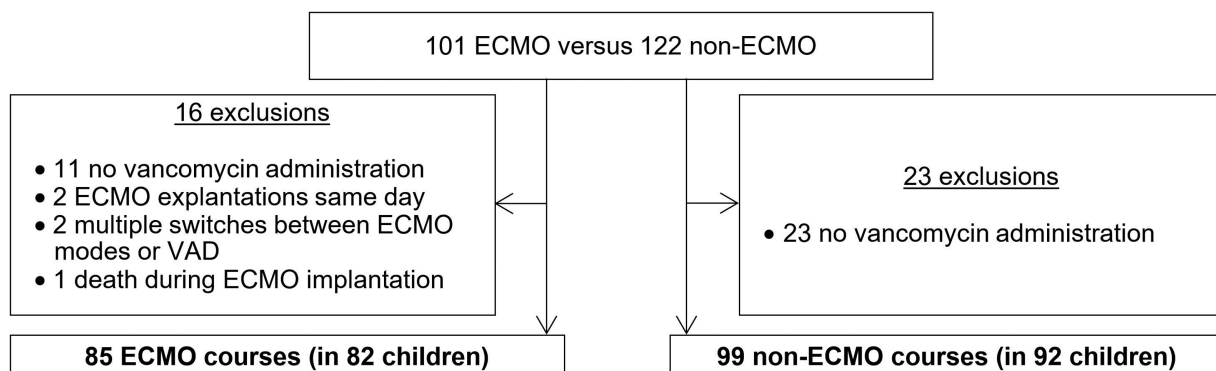 101 ECMO versus 122 non-ECMO
16 exclusions
• 11 no vancomycin administration
• 2 ECMO explantations same day
• 2 multiple switches between ECMO
modes or VAD
• 1 death during ECMO implantation
23 exclusions
• 23 no vancomycin administration
85 ECMO courses (in 82 children)
99 non-ECMO courses (in 92 children)